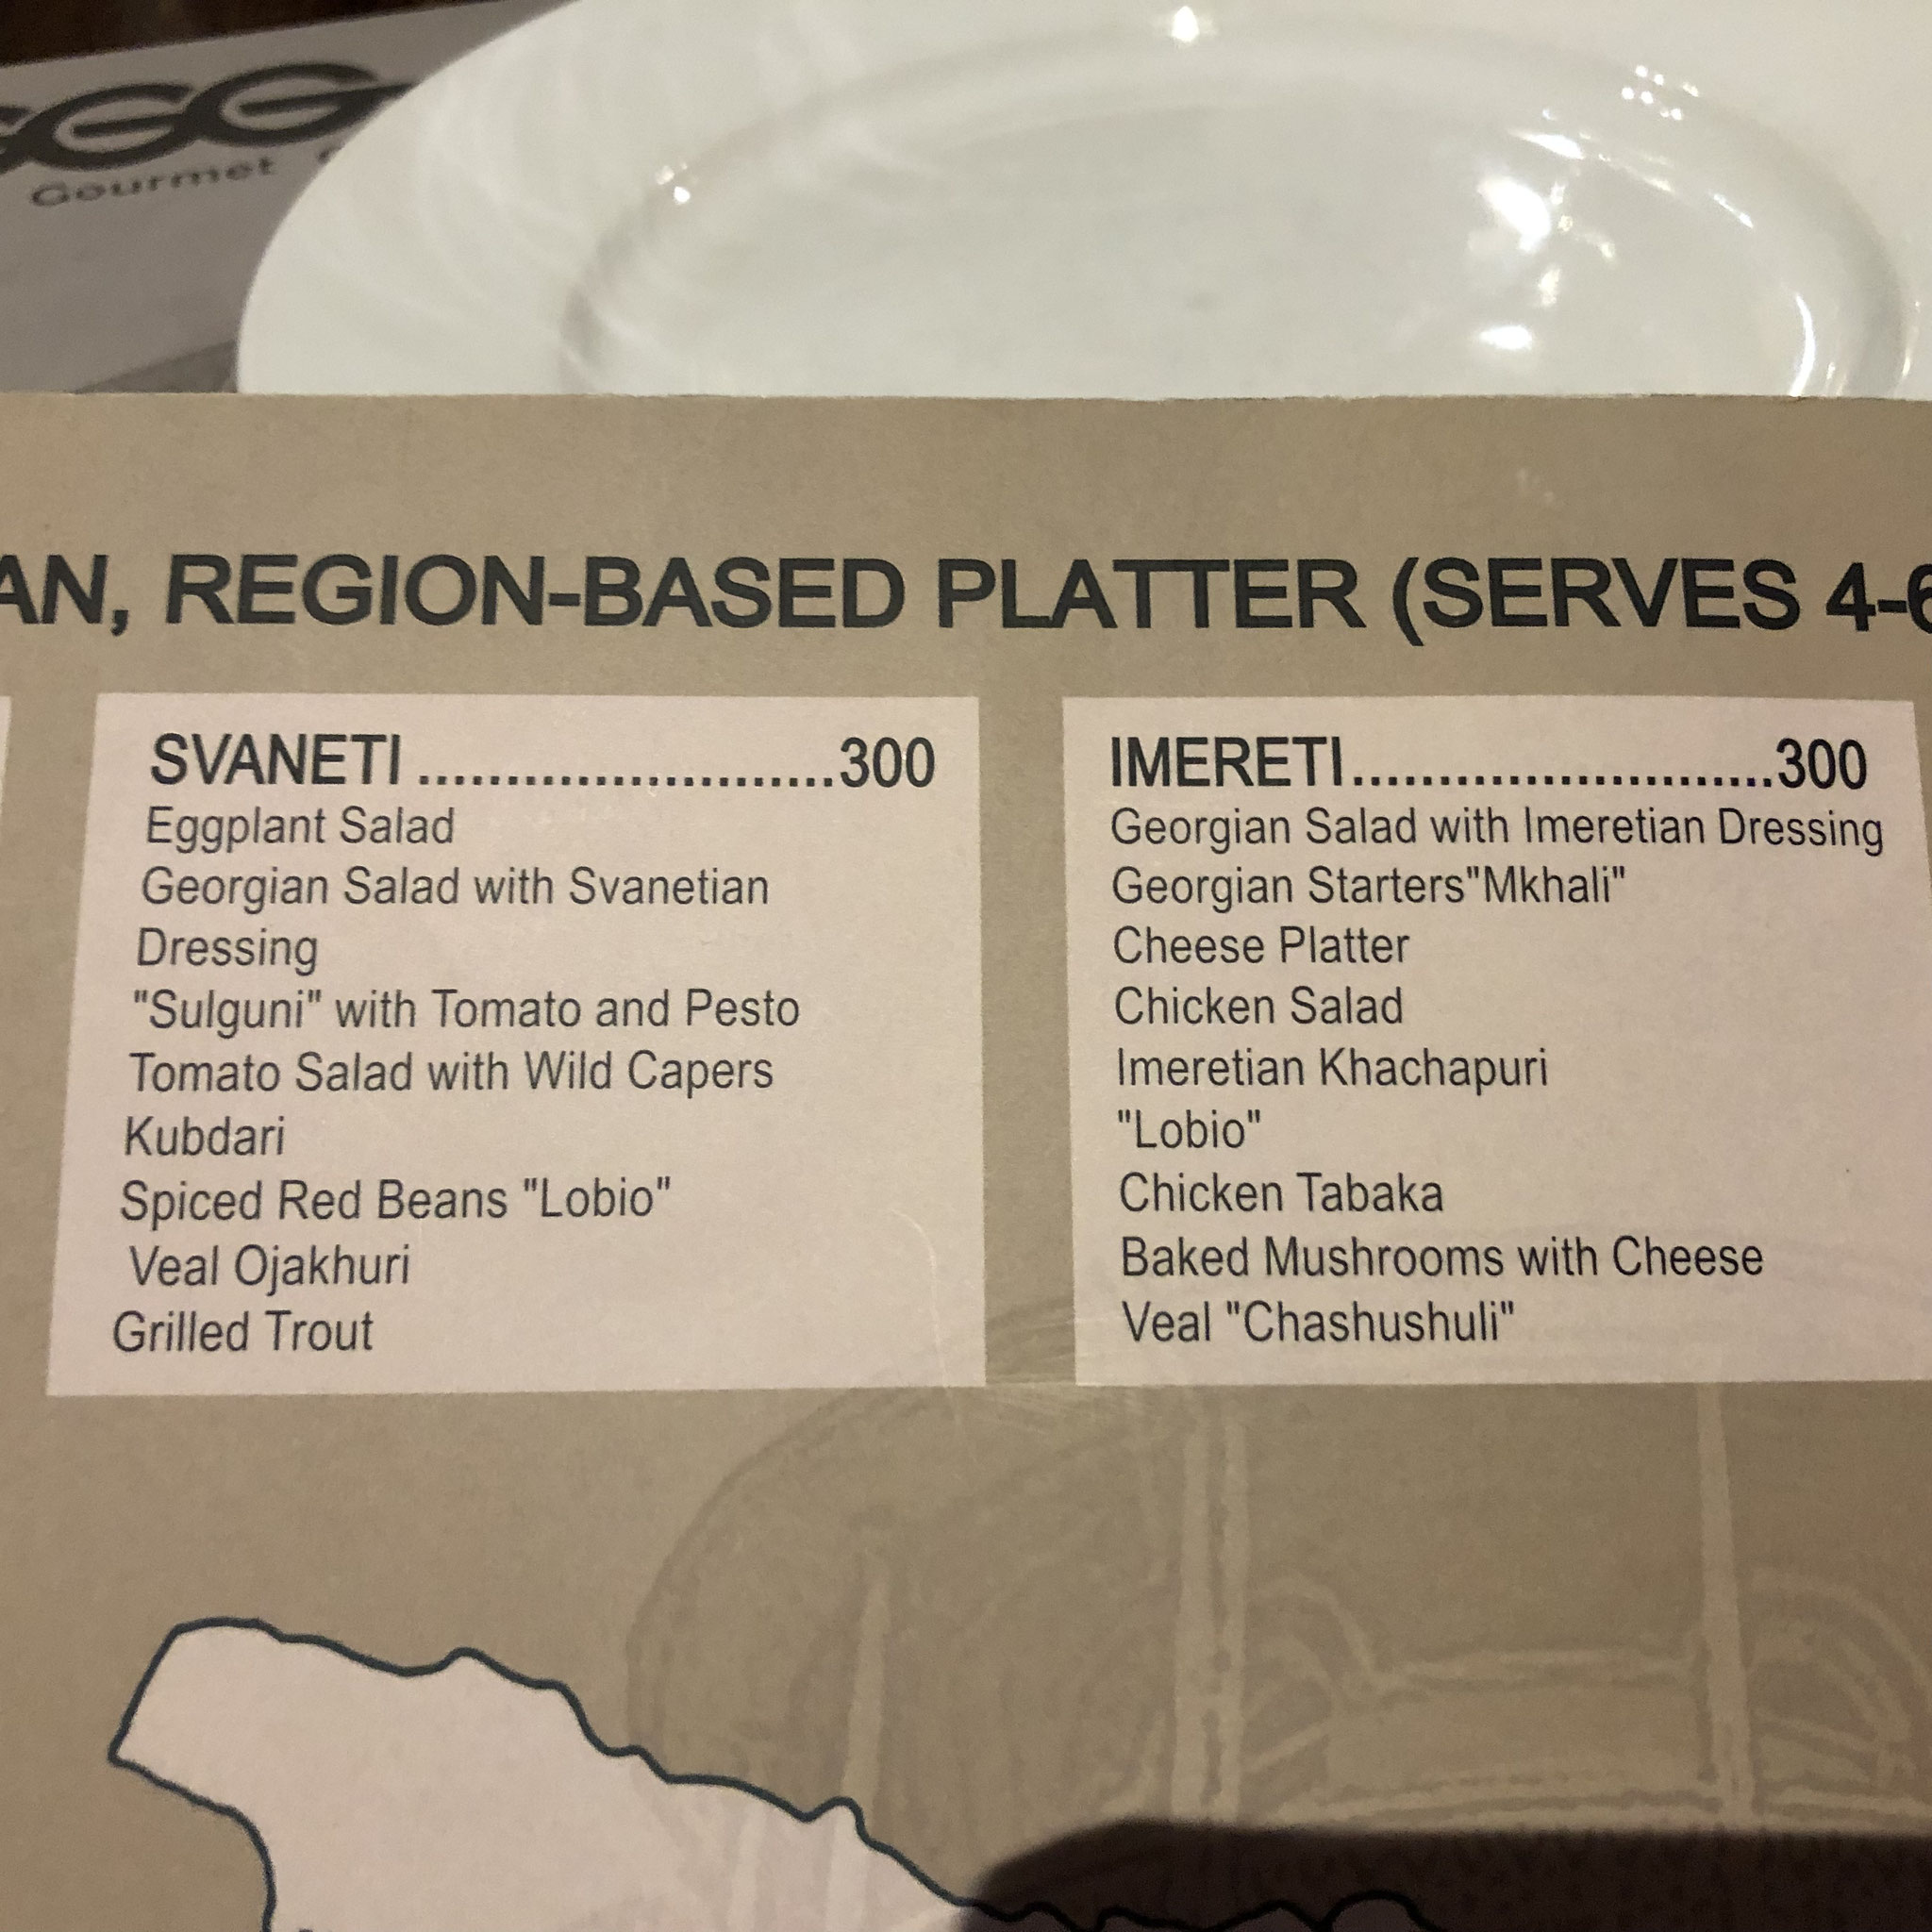 GG
Gourmet
AN, REGION-BASED PLATTER (SERVES 4-6
SVANETI ........................300
Eggplant Salad
Georgian Salad with Svanetian
Dressing
"Sulguni" with Tomato and Pesto
Tomato Salad with Wild Capers
Kubdari
Spiced Red Beans "Lobio"
Veal Ojakhuri
Grilled Trout
IMERETI.........................300
Georgian Salad with Imeretian Dressing
Georgian Starters"Mkhali"
Cheese Platter
Chicken Salad
Imeretian Khachapuri
"Lobio"
Chicken Tabaka
Baked Mushrooms with Cheese
Veal "Chashushuli"